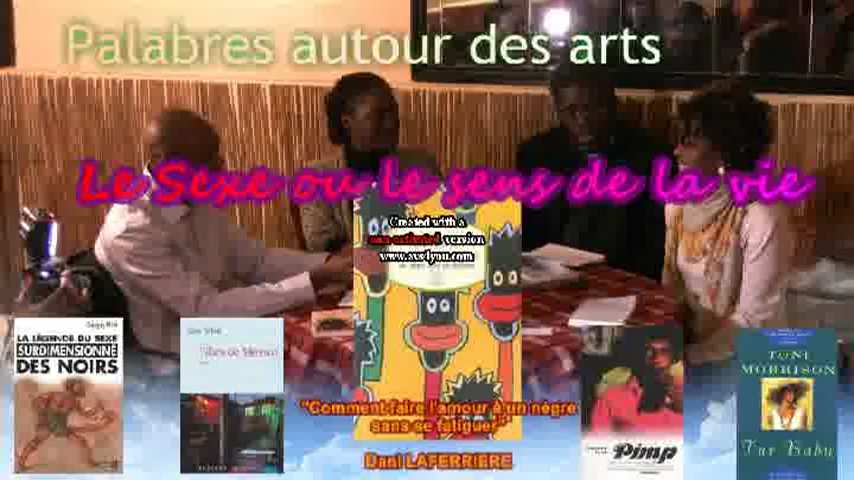 Palabres autour des arts
Le Sexe ou le sens de la vie
Created with a
non-activated version
www.avs4you.com
LA LÉGENDE DU SEXE
SURDIMENSIONNÉ
DES NOIRS
"Comment faire l'amour à un nègre
sans se fatiguer"
Dani LAFERRIERE
Pimp
TONI
MORRISON
Tar Baby